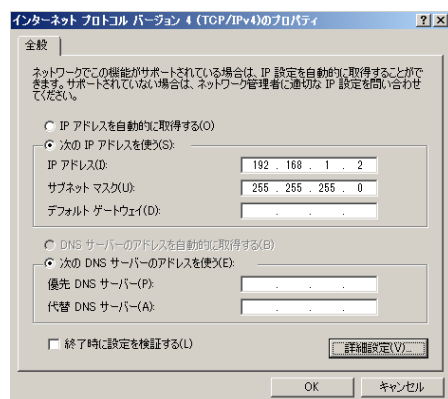 インターネット プロトコル バージョン 4 (TCP/IPv4)のプロパティ
全般
ネットワークでこの機能がサポートされている場合は、IP 設定を自動的に取得することがで
きます。サポートされていない場合は、ネットワーク管理者に適切な IP 設定を問い合わせ
てください。
IP アドレスを自動的に取得する(O)
次の IP アドレスを使う(S):
IP アドレス(I): 192 . 168 . 1 . 2
サブネット マスク(U): 255 . 255 . 255 . 0
デフォルト ゲートウェイ(D): . . .
DNS サーバーのアドレスを自動的に取得する(B)
次の DNS サーバーのアドレスを使う(E):
優先 DNS サーバー(P): . . .
代替 DNS サーバー(A): . . .
終了時に設定を検証する(L)
詳細設定(V)...
OK キャンセル